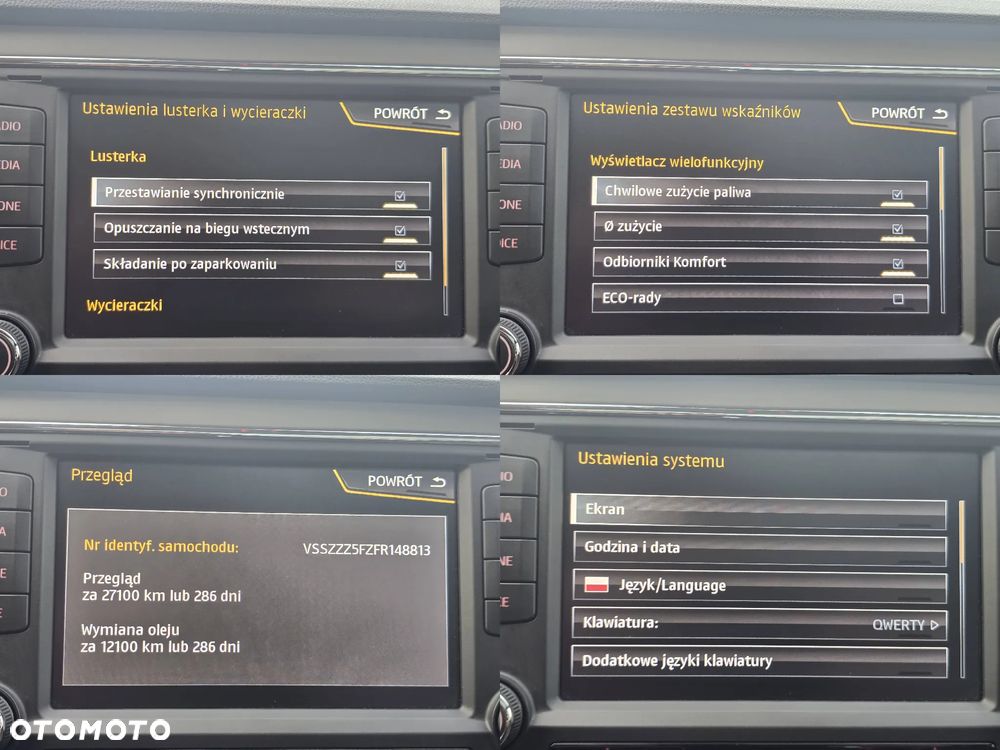 Ustawienia lusterka i wycieraczki
POWRÓT
Lusterka
Przestawianie synchronicznie
Opuszczanie na biegu wstecznym
Składanie po zaparkowaniu
Wycieraczki
Ustawienia zestawu wskaźników
POWRÓT
Wyświetlacz wielofunkcyjny
Chwilowe zużycie paliwa
Ø zużycie
Odbiorniki Komfort
ECO-rady
Przegląd
POWRÓT
Nr identyf. samochodu: VSSZZZ5FZFR148813
Przegląd
za 27100 km lub 286 dni
Wymiana oleju
za 12100 km lub 286 dni
Ustawienia systemu
Ekran
Godzina i data
Język/Language
Klawiatura: QWERTY
Dodatkowe języki klawiatury
OTOMOTO